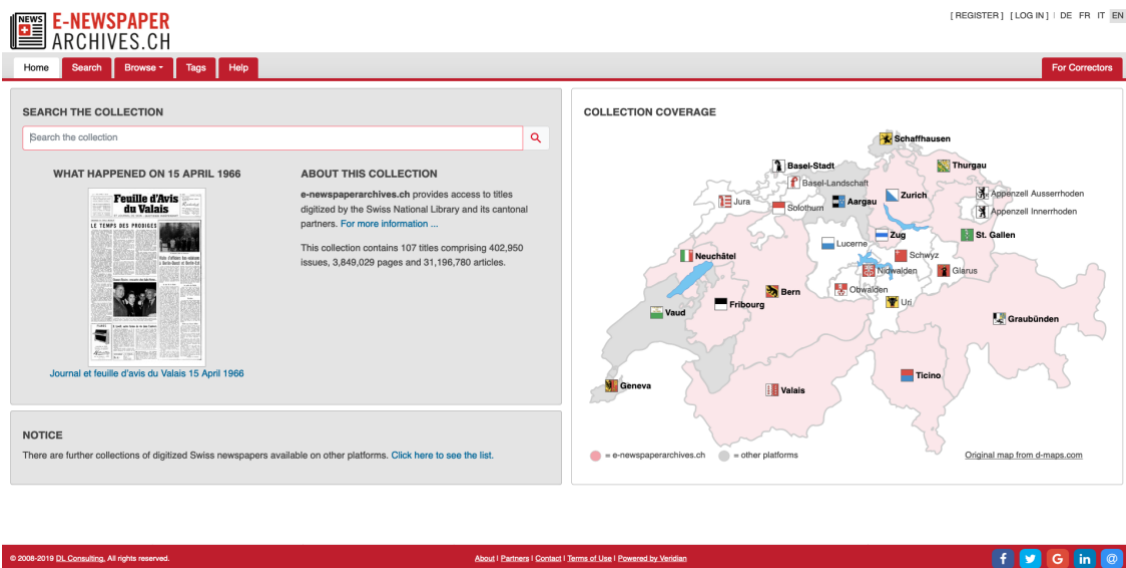 NEWS
E-NEWSPAPER
ARCHIVES.CH
[ REGISTER ] [ LOG IN ] | DE FR IT EN
Home Search Browse Tags Help For Correctors
SEARCH THE COLLECTION
Search the collection
WHAT HAPPENED ON 15 APRIL 1966
Feuille d'Avis
du Valais
LE TEMPS DES PRODIGES
Journal et feuille d'avis du Valais 15 April 1966
ABOUT THIS COLLECTION
e-newspaperarchives.ch provides access to titles
digitized by the Swiss National Library and its cantonal
partners. For more information ...
This collection contains 107 titles comprising 402,950
issues, 3,849,029 pages and 31,196,780 articles.
NOTICE
There are further collections of digitized Swiss newspapers available on other platforms. Click here to see the list.
COLLECTION COVERAGE
Schaffhausen
Basel-Stadt
Thurgau
Basel-Landschaft
Jura
Solothurn
Aargau
Zurich
Appenzell Ausserrhoden
Appenzell Innerrhoden
Zug
St. Gallen
Lucerne
Neuchâtel
Schwyz
Nidwalden
Glarus
Bern
Obwalden
Fribourg
Uri
Vaud
Graubünden
Geneva
Ticino
Valais
= e-newspaperarchives.ch = other platforms
Original map from d-maps.com
© 2008-2019 DL Consulting. All rights reserved.
About | Partners | Contact | Terms of Use | Powered by Veridian